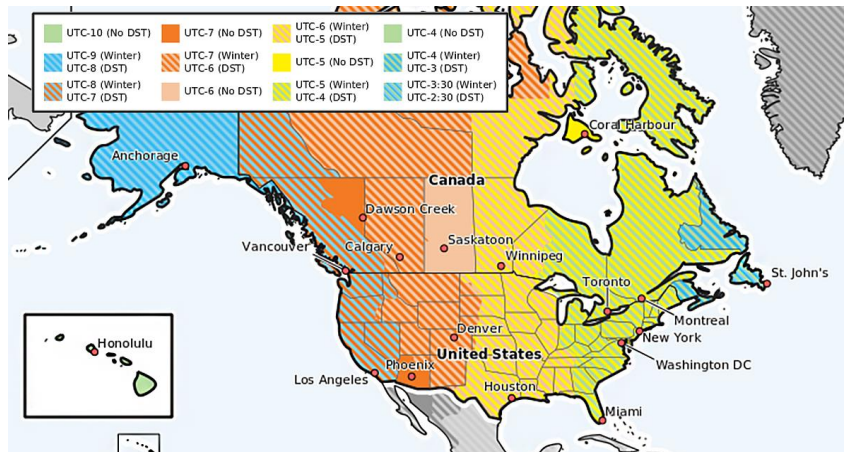 UTC-10 (No DST)
UTC-7 (No DST)
UTC-6 (Winter)
UTC-5 (DST)
UTC-4 (No DST)
UTC-9 (Winter)
UTC-8 (DST)
UTC-7 (Winter)
UTC-6 (DST)
UTC-5 (No DST)
UTC-4 (Winter)
UTC-3 (DST)
UTC-8 (Winter)
UTC-7 (DST)
UTC-6 (No DST)
UTC-5 (Winter)
UTC-4 (DST)
UTC-3:30 (Winter)
UTC-2:30 (DST)
Coral Harbour
Anchorage
Canada
Dawson Creek
Vancouver
Calgary
Saskatoon
Winnipeg
Toronto
St. John's
Montreal
Honolulu
Denver
New York
United States
Washington DC
Phoenix
Los Angeles
Houston
Miami